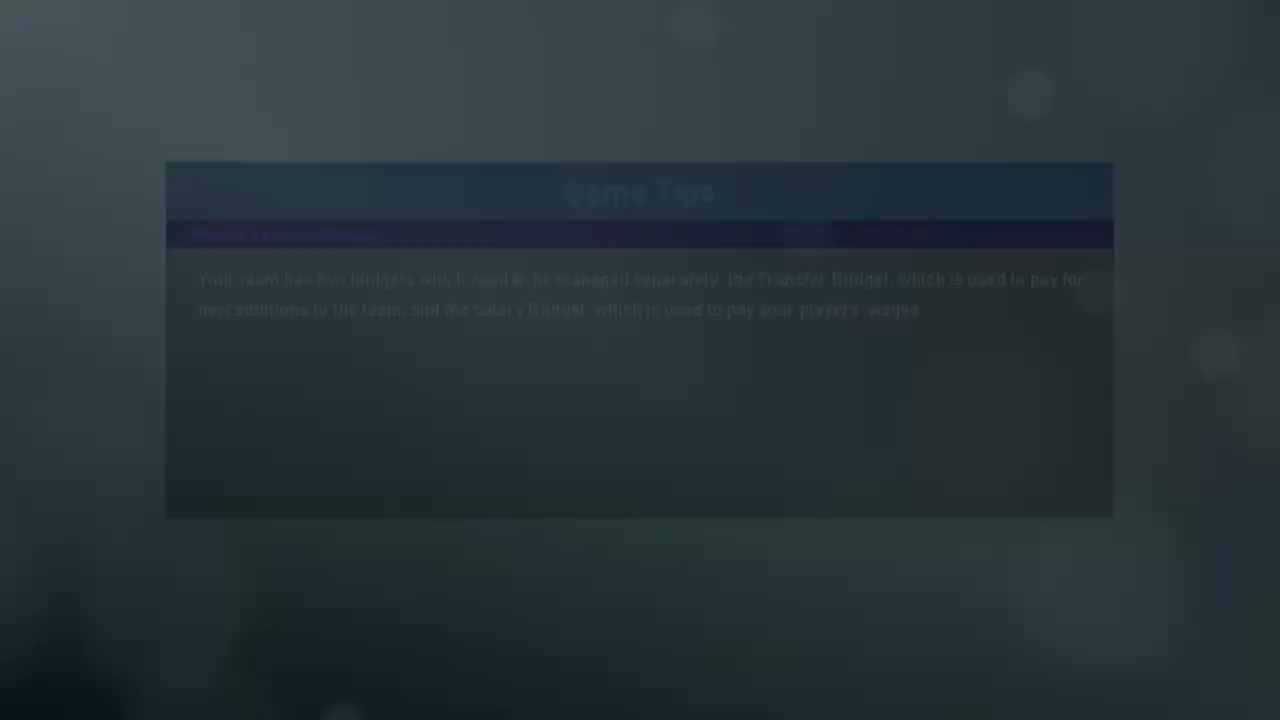 Game Tips
Your team has two budgets which need to be managed separately: the Transfer Budget, which is used to pay for
new additions to the team, and the Salary Budget, which is used to pay your players' wages.